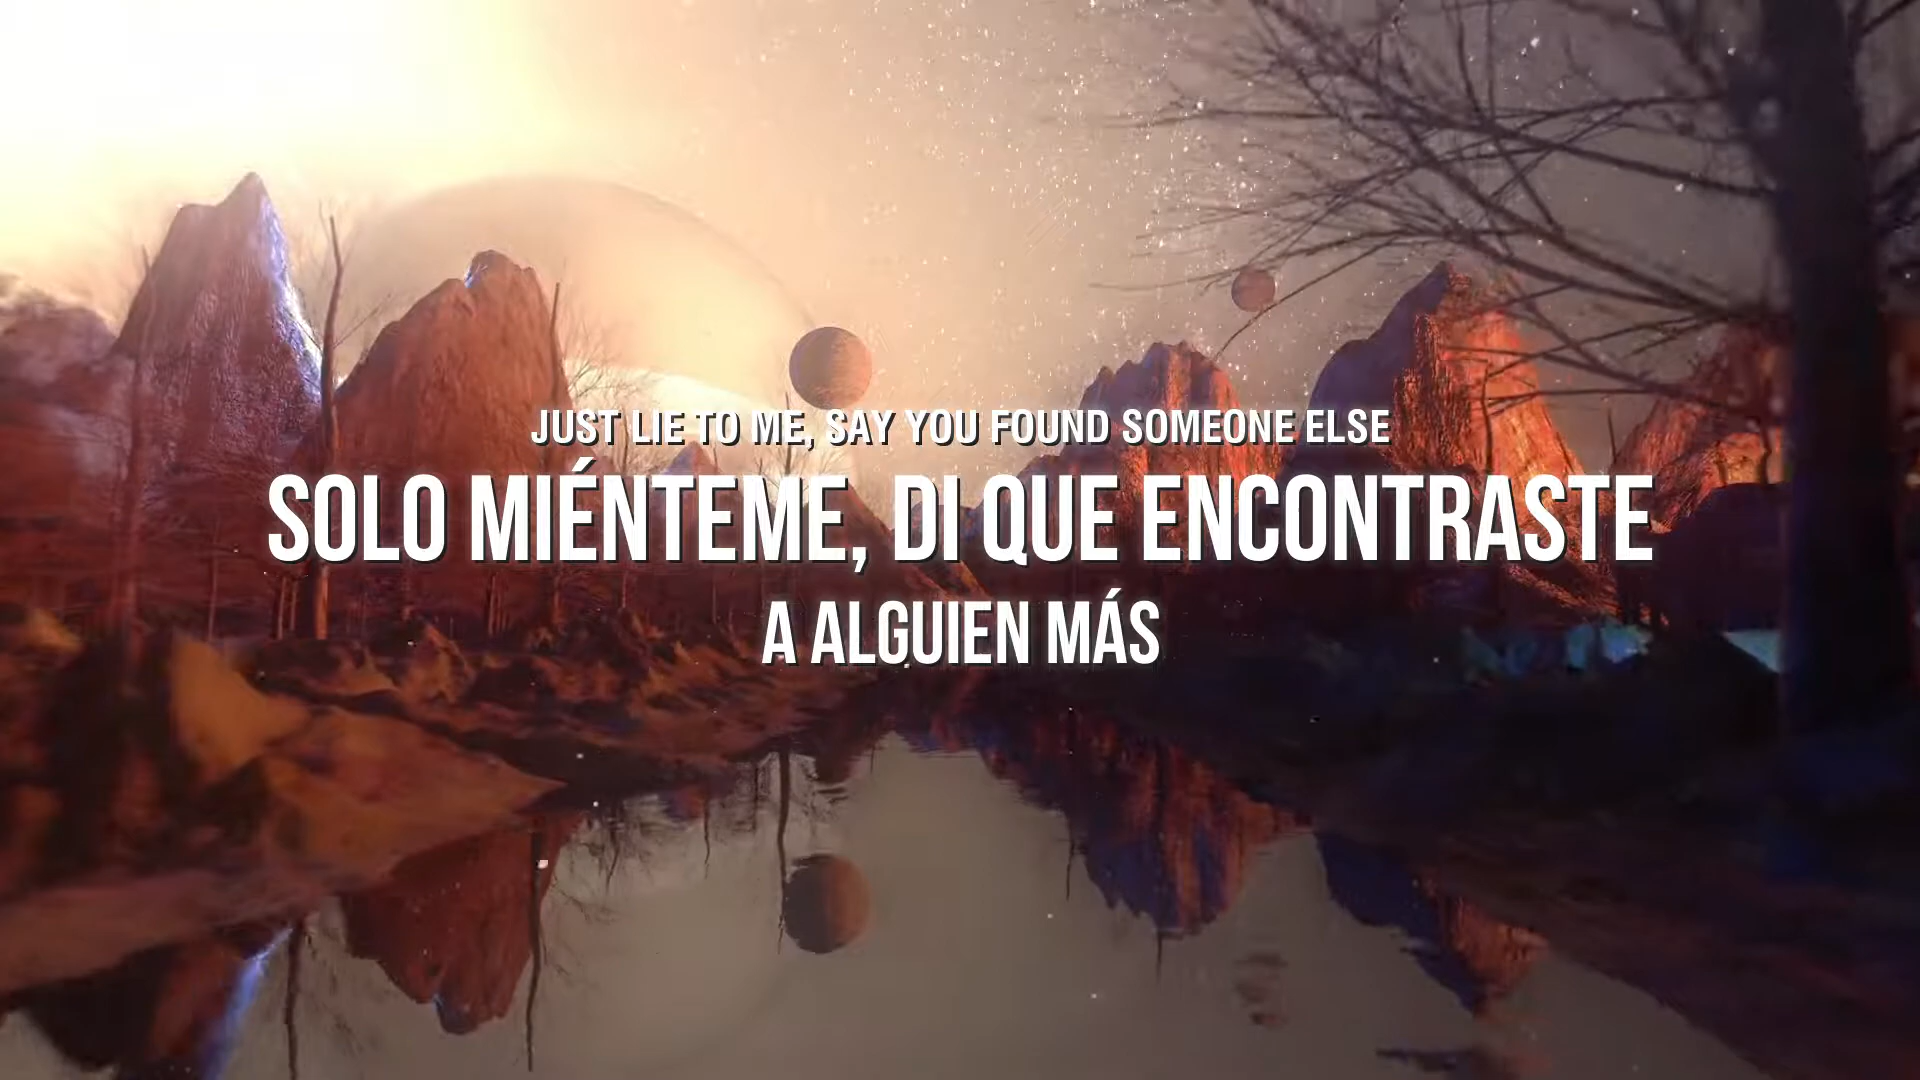 JUST LIE TO ME, SAY YOU FOUND SOMEONE ELSE
SOLO MIÉNTEME, DI QUE ENCONTRASTE
A ALGUIEN MÁS